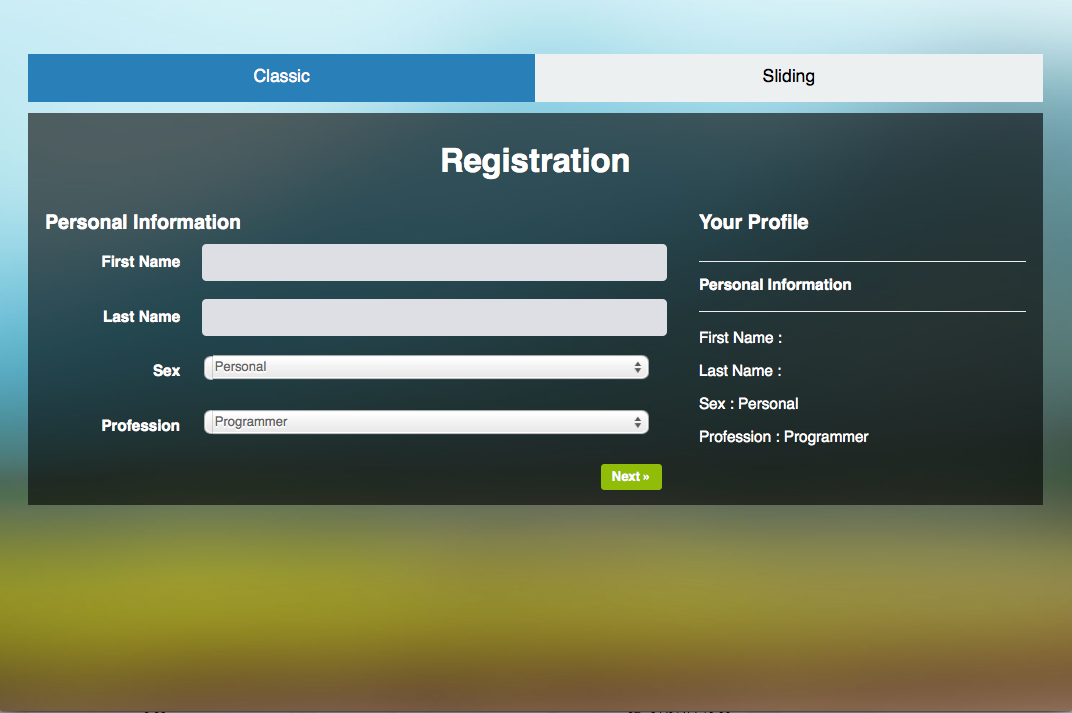 Classic
Sliding
Registration
Personal Information
First Name
Last Name
Sex
Personal
Profession
Programmer
Next »
Your Profile
Personal Information
First Name :
Last Name :
Sex : Personal
Profession : Programmer